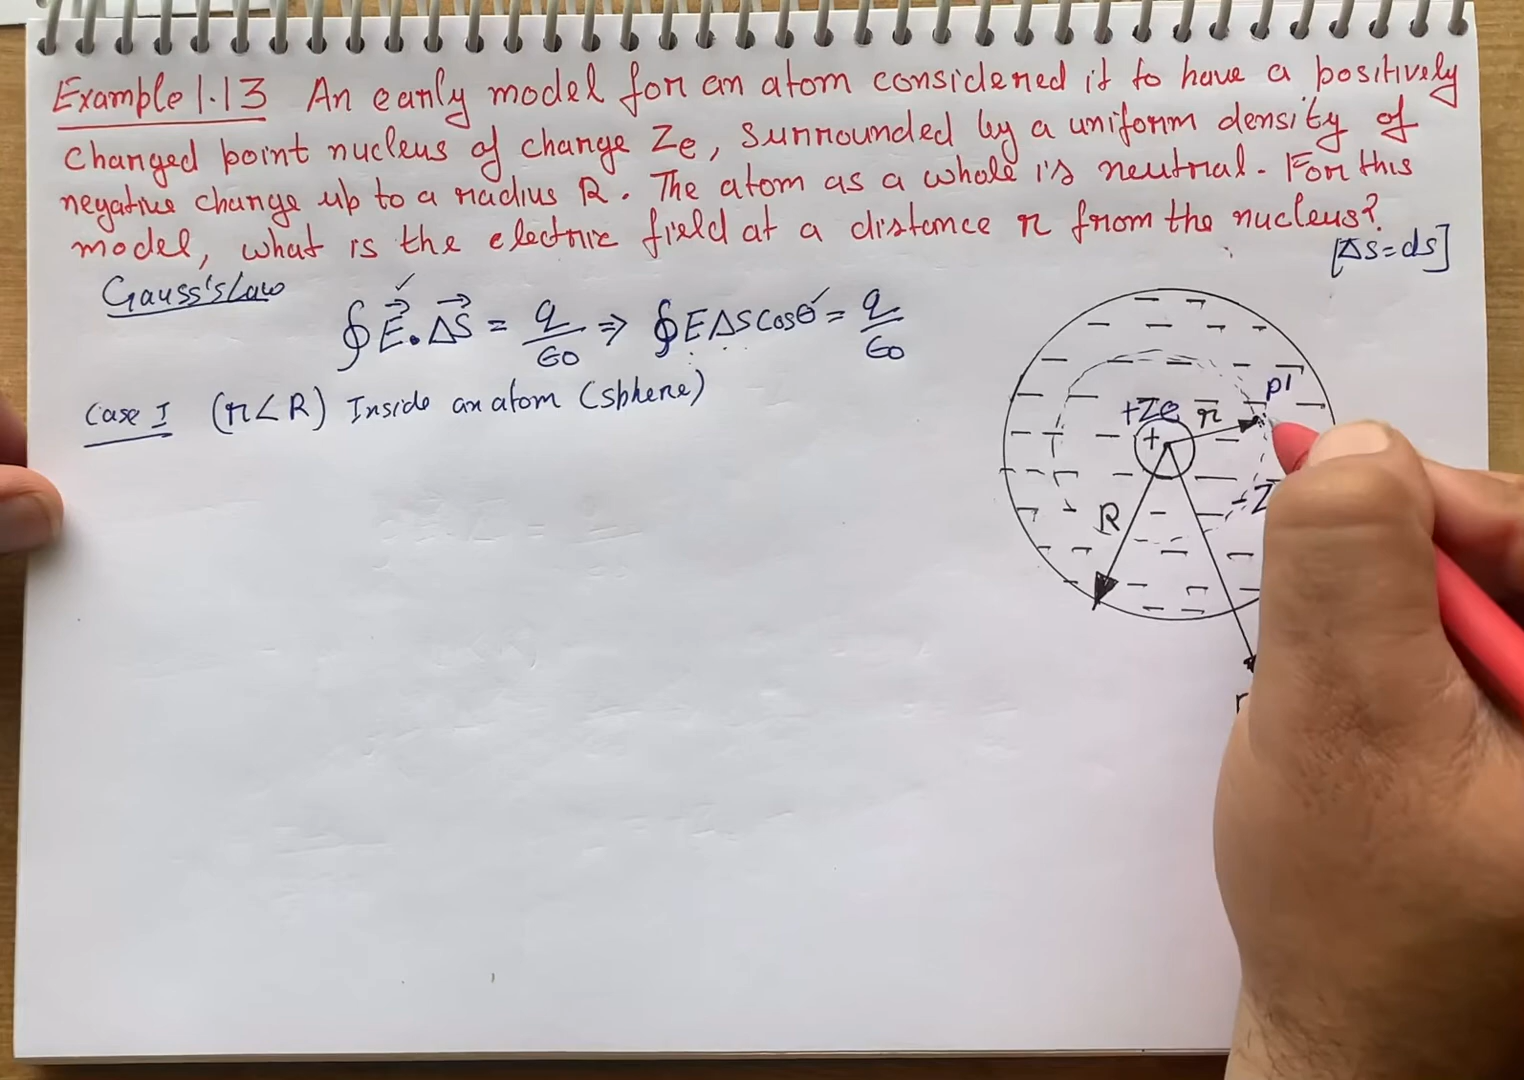 Example 1.13 An early model for an atom considered it to have a positively
charged point nucleus of charge Ze, surrounded by a uniform density of
negative charge up to a radius R. The atom as a whole is neutral. For this
model, what is the electric field at a distance r from the nucleus?
[ΔS=ds]
Gauss's Law
∮ E⃗.ΔS⃗ = q/ε0 ⇒ ∮EΔS cosθ = q/ε0
Case I (r<R) Inside an atom (sphere)
p'
+Ze r
+
-Z
R
r